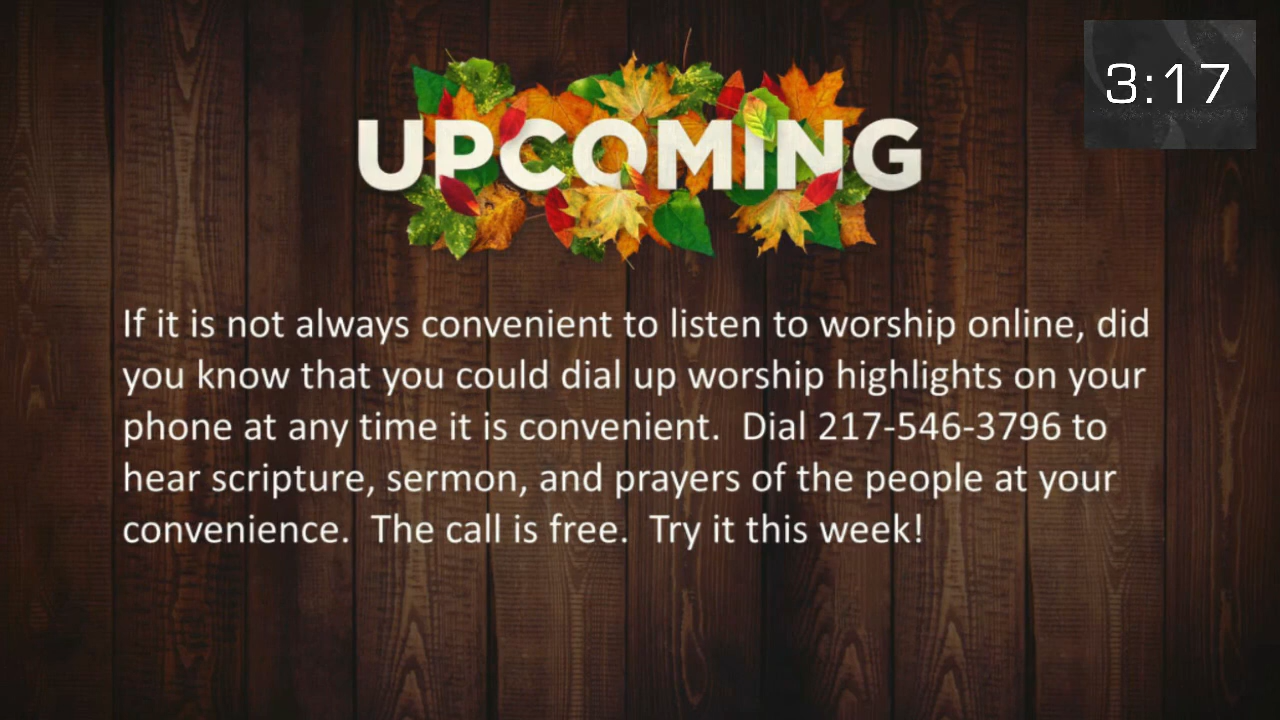 3:17
UPCOMING
If it is not always convenient to listen to worship online, did
you know that you could dial up worship highlights on your
phone at any time it is convenient.  Dial 217-546-3796 to
hear scripture, sermon, and prayers of the people at your
convenience.  The call is free.  Try it this week!